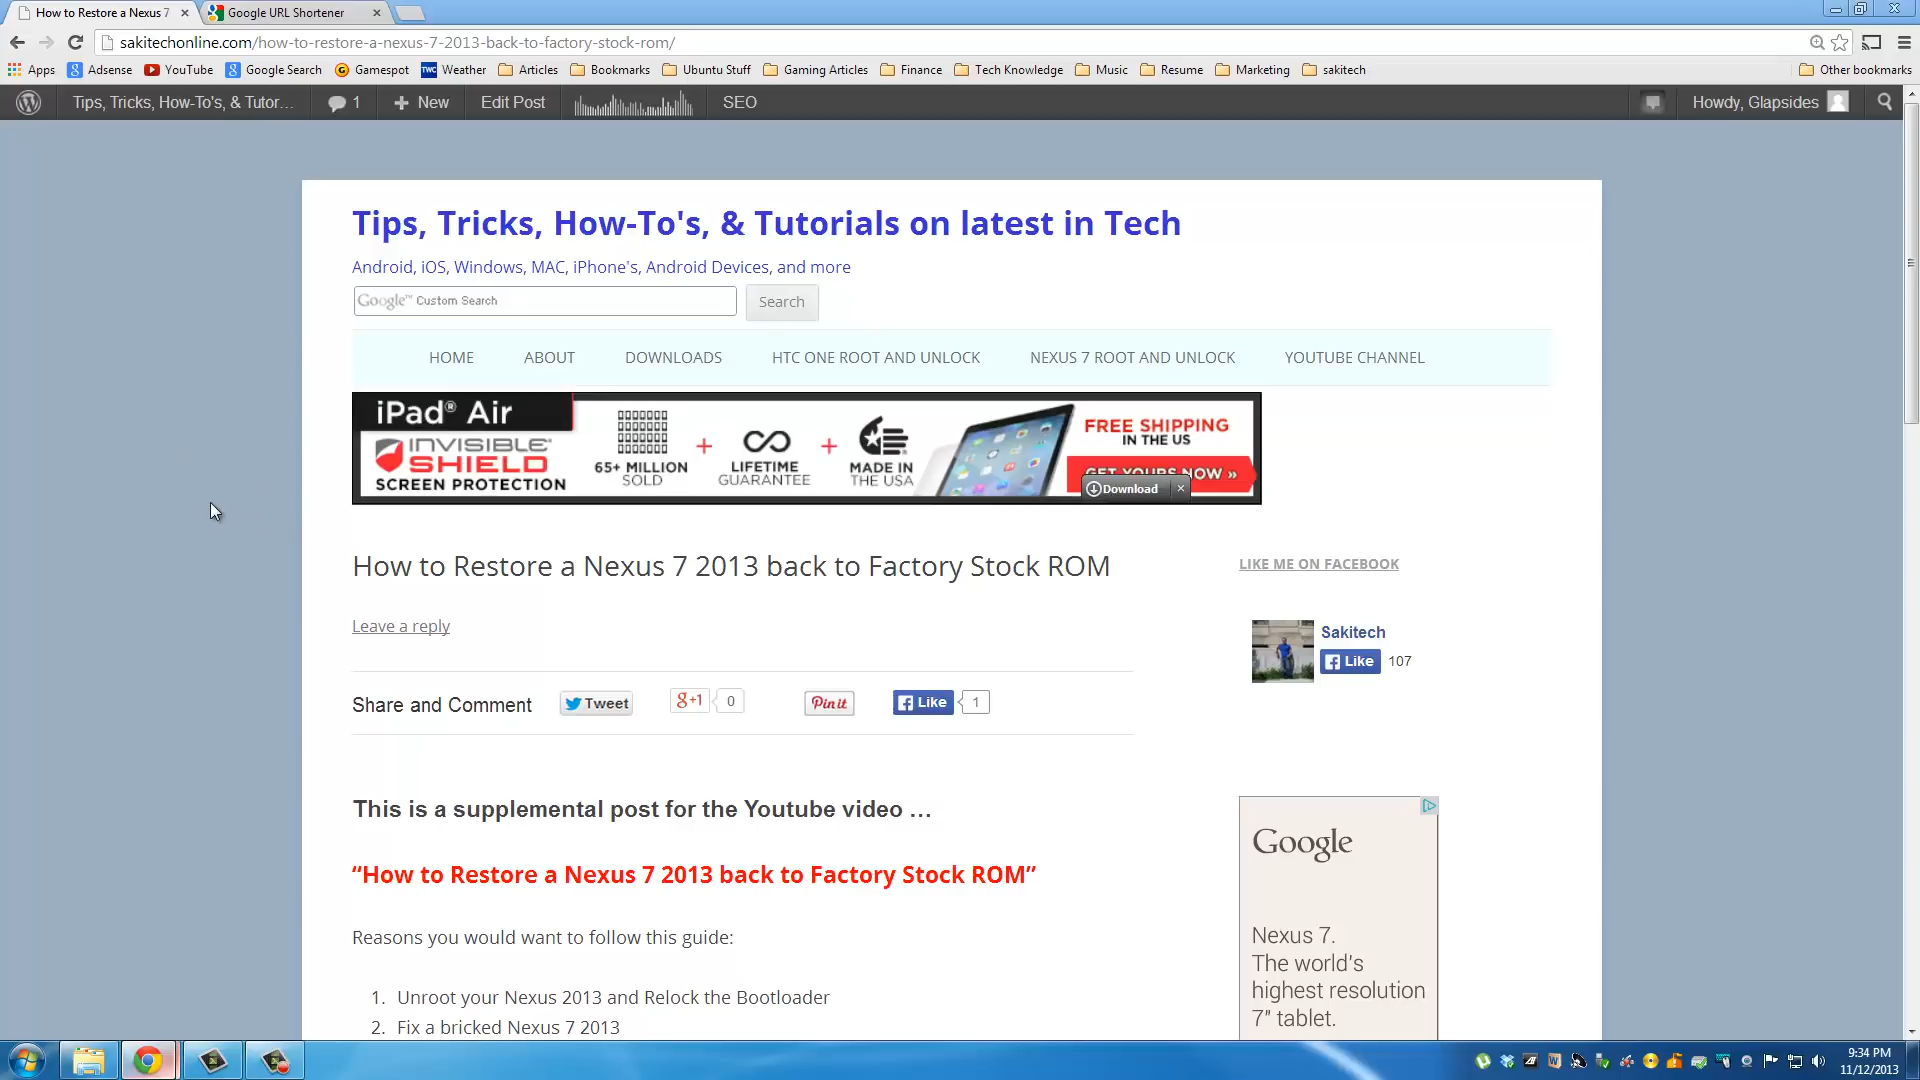 How to Restore a Nexus 7
Google URL Shortener
sakitechonline.com/how-to-restore-a-nexus-7-2013-back-to-factory-stock-rom/
Apps Adsense YouTube Google Search Gamespot Weather Articles Bookmarks Ubuntu Stuff Gaming Articles Finance Tech Knowledge Music Resume Marketing sakitech Other bookmarks
Tips, Tricks, How-To's, & Tutor... 1 New Edit Post SEO Howdy, Glapsides
Tips, Tricks, How-To's, & Tutorials on latest in Tech
Android, iOS, Windows, MAC, iPhone's, Android Devices, and more
Google™ Custom Search Search
HOME ABOUT DOWNLOADS HTC ONE ROOT AND UNLOCK NEXUS 7 ROOT AND UNLOCK YOUTUBE CHANNEL
iPad® Air
INVISIBLE
SHIELD
SCREEN PROTECTION
65+ MILLION
SOLD
+
LIFETIME
GUARANTEE
+
MADE IN
THE USA
FREE SHIPPING
IN THE US
GET YOURS NOW »
Download
How to Restore a Nexus 7 2013 back to Factory Stock ROM
Leave a reply
Share and Comment Tweet g+1 0 Pin it Like 1
This is a supplemental post for the Youtube video …
“How to Restore a Nexus 7 2013 back to Factory Stock ROM”
Reasons you would want to follow this guide:
1. Unroot your Nexus 2013 and Relock the Bootloader
2. Fix a bricked Nexus 7 2013
LIKE ME ON FACEBOOK
Sakitech
Like 107
Google
Nexus 7.
The world's
highest resolution
7" tablet.
9:34 PM
11/12/2013